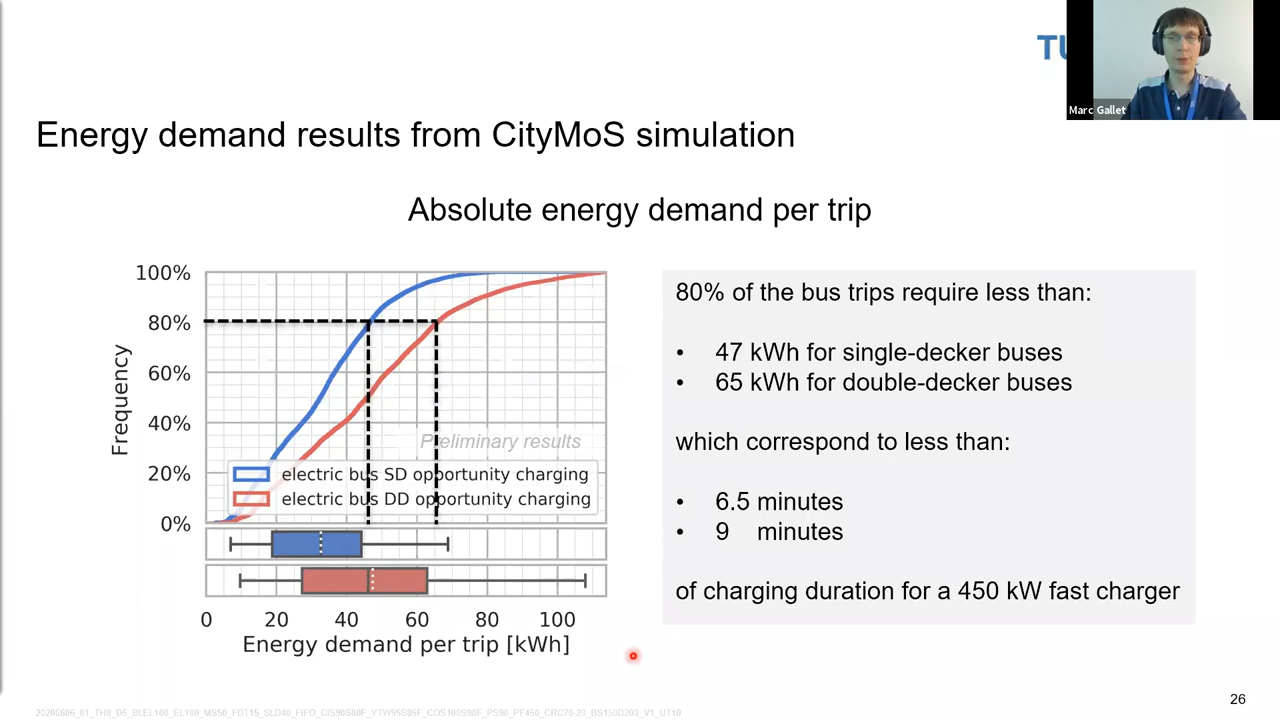 TU
Marc Gallet
Energy demand results from CityMoS simulation
Absolute energy demand per trip
100%
80%
60%
40%
20%
0%
Frequency
Preliminary results
electric bus SD opportunity charging
electric bus DD opportunity charging
0 20 40 60 80 100
Energy demand per trip [kWh]
80% of the bus trips require less than:
• 47 kWh for single-decker buses
• 65 kWh for double-decker buses
which correspond to less than:
• 6.5 minutes
• 9 minutes
of charging duration for a 450 kW fast charger
26